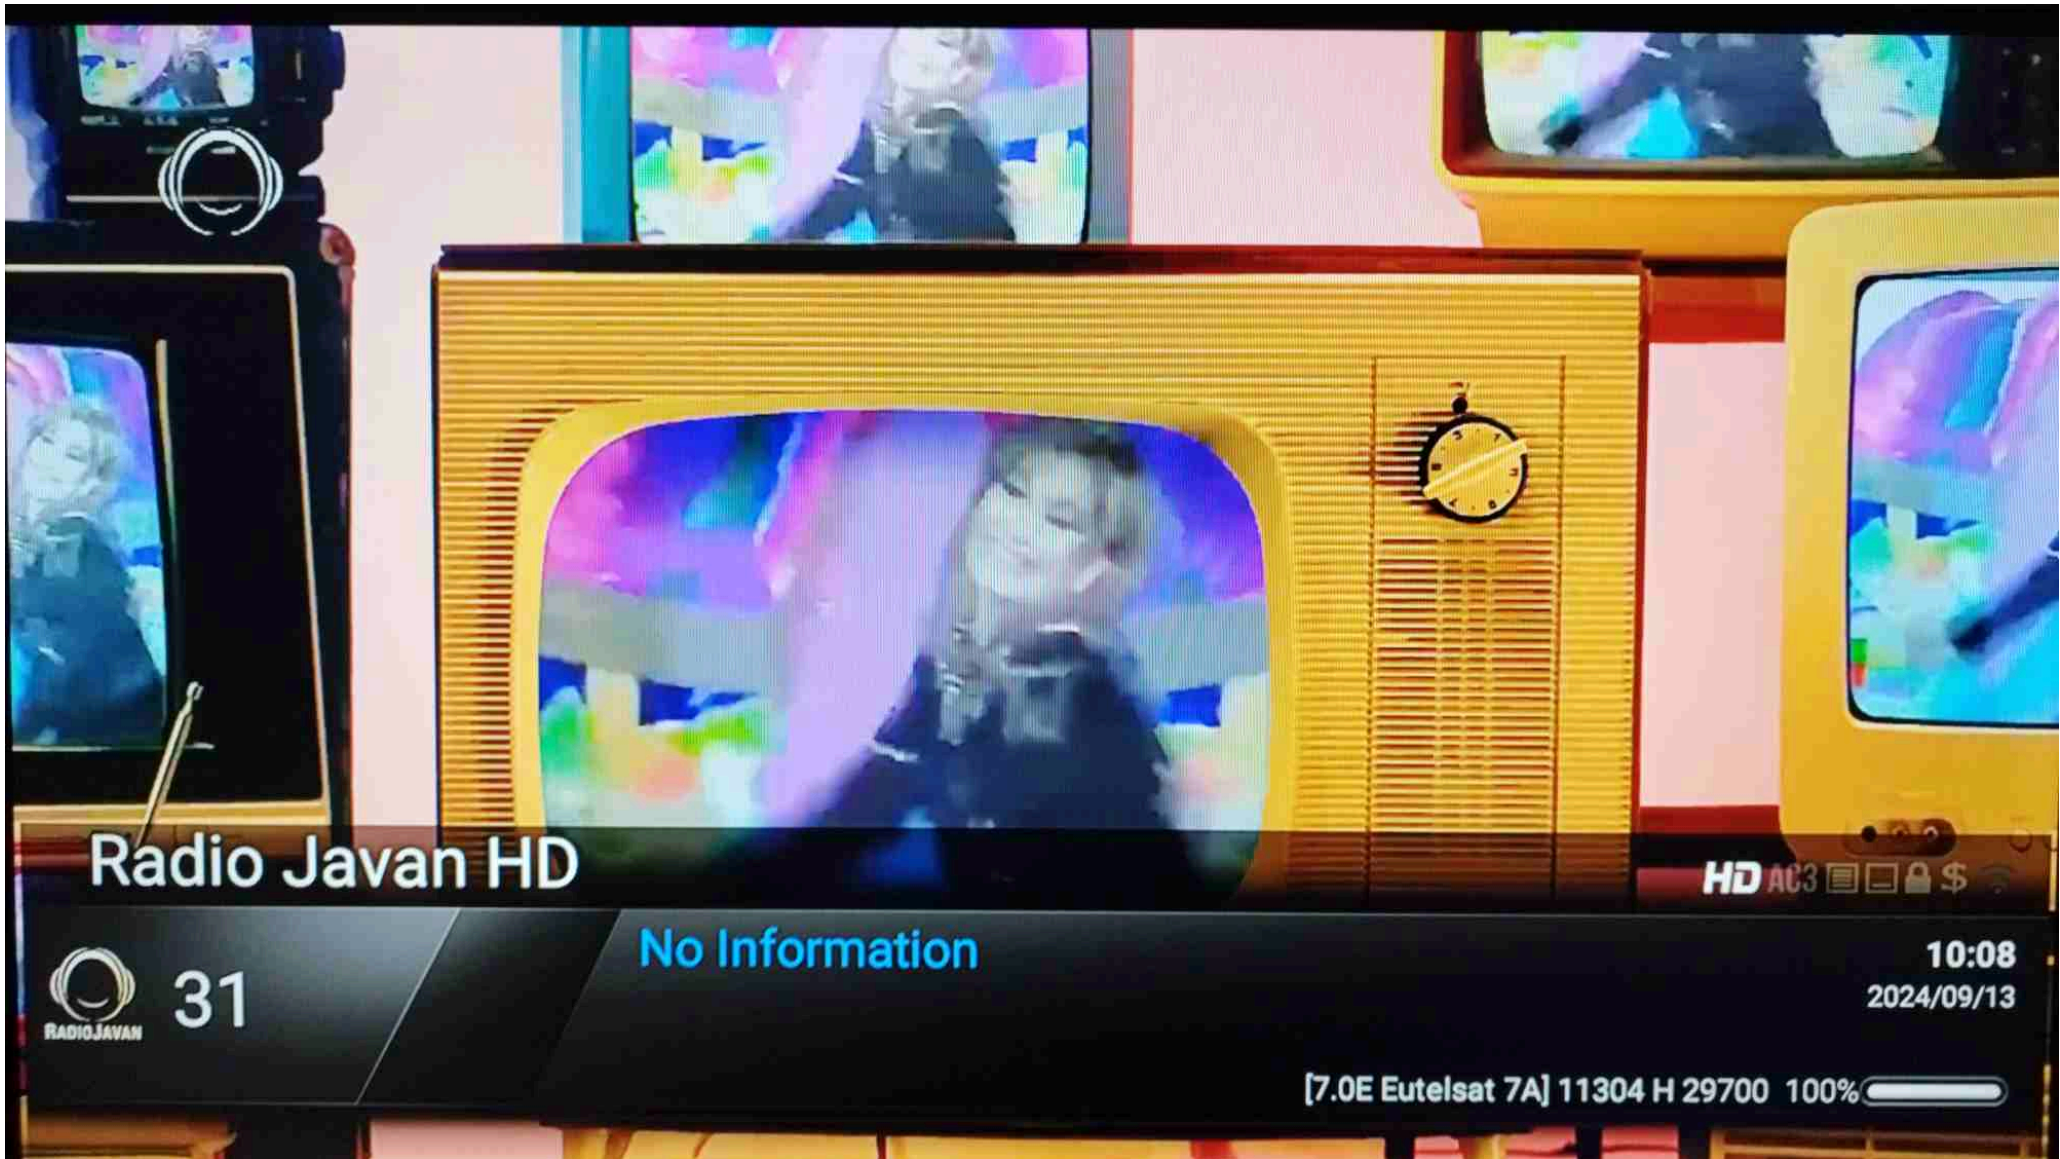 Radio Javan HD
HD AC3 $
RADIOJAVAN
31
No Information
10:08
2024/09/13
[7.0E Eutelsat 7A] 11304 H 29700 100%